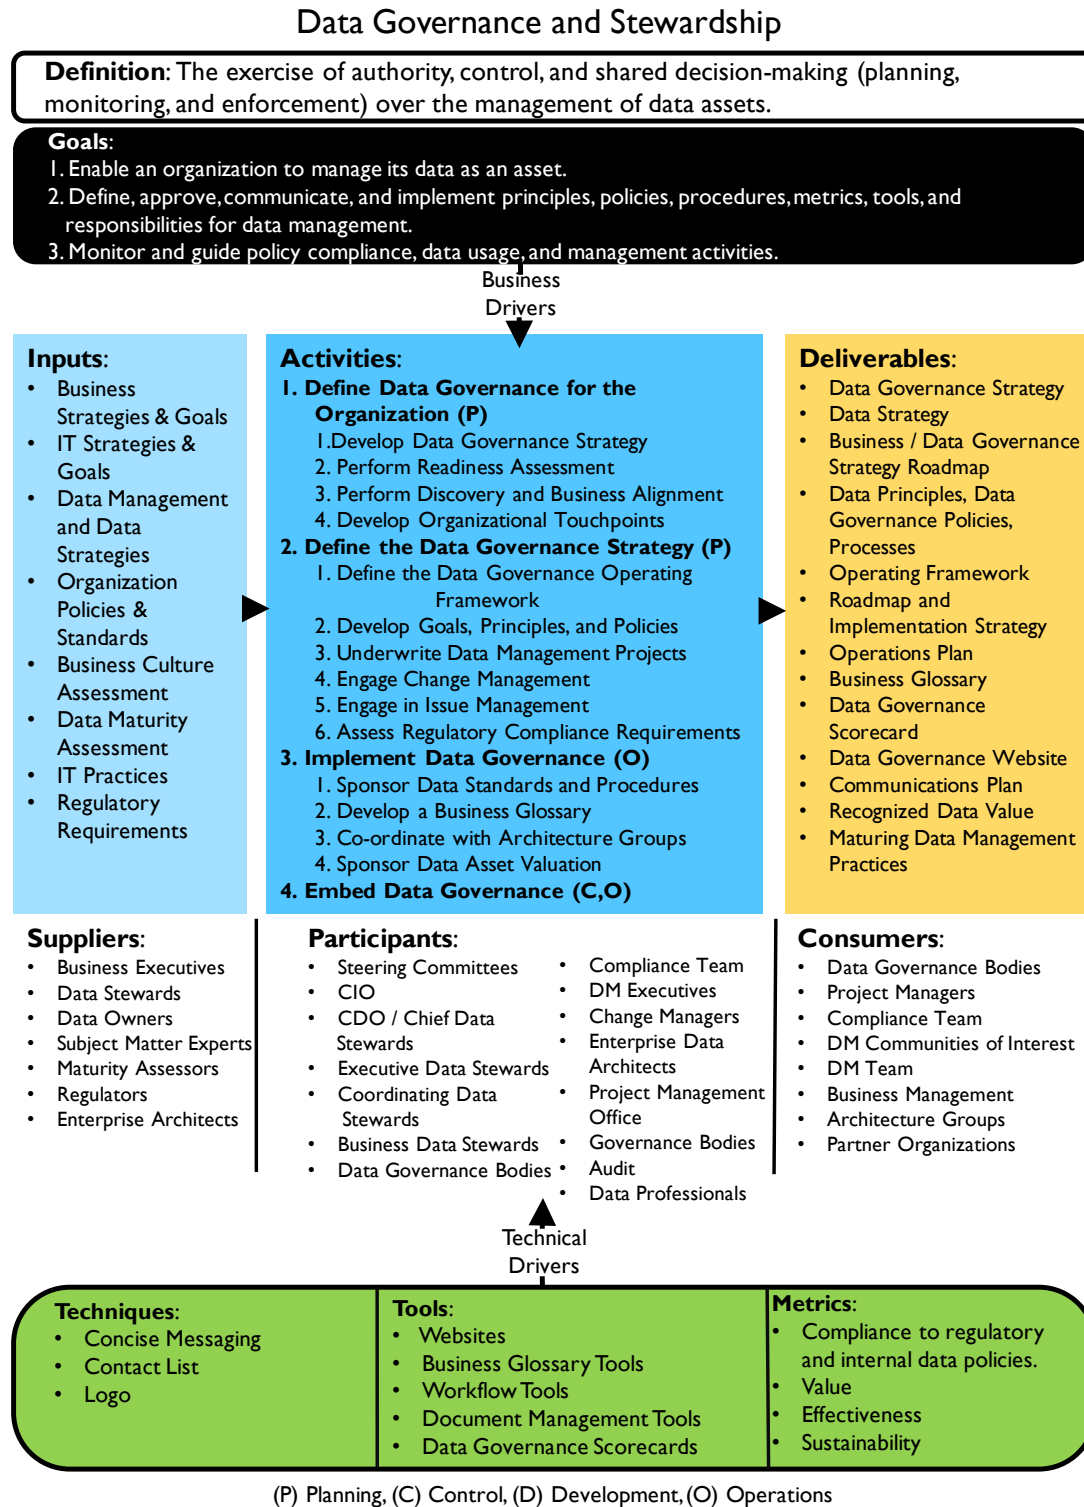 Data Governance and Stewardship
Definition: The exercise of authority, control, and shared decision-making (planning,
monitoring, and enforcement) over the management of data assets.
Goals:
1. Enable an organization to manage its data as an asset.
2. Define, approve, communicate, and implement principles, policies, procedures, metrics, tools, and
responsibilities for data management.
3. Monitor and guide policy compliance, data usage, and management activities.
Business
Drivers
Inputs:
• Business
Strategies & Goals
• IT Strategies &
Goals
• Data Management
and Data
Strategies
• Organization
Policies &
Standards
• Business Culture
Assessment
• Data Maturity
Assessment
• IT Practices
• Regulatory
Requirements
Activities:
1. Define Data Governance for the
Organization (P)
1.Develop Data Governance Strategy
2. Perform Readiness Assessment
3. Perform Discovery and Business Alignment
4. Develop Organizational Touchpoints
2. Define the Data Governance Strategy (P)
1. Define the Data Governance Operating
Framework
2. Develop Goals, Principles, and Policies
3. Underwrite Data Management Projects
4. Engage Change Management
5. Engage in Issue Management
6. Assess Regulatory Compliance Requirements
3. Implement Data Governance (O)
1. Sponsor Data Standards and Procedures
2. Develop a Business Glossary
3. Co-ordinate with Architecture Groups
4. Sponsor Data Asset Valuation
4. Embed Data Governance (C,O)
Deliverables:
• Data Governance Strategy
• Data Strategy
• Business / Data Governance
Strategy Roadmap
• Data Principles, Data
Governance Policies,
Processes
• Operating Framework
• Roadmap and
Implementation Strategy
• Operations Plan
• Business Glossary
• Data Governance
Scorecard
• Data Governance Website
• Communications Plan
• Recognized Data Value
• Maturing Data Management
Practices
Suppliers:
• Business Executives
• Data Stewards
• Data Owners
• Subject Matter Experts
• Maturity Assessors
• Regulators
• Enterprise Architects
Participants:
• Steering Committees
• CIO
• CDO / Chief Data
Stewards
• Executive Data Stewards
• Coordinating Data
Stewards
• Business Data Stewards
• Data Governance Bodies
• Compliance Team
• DM Executives
• Change Managers
• Enterprise Data
Architects
• Project Management
Office
• Governance Bodies
• Audit
• Data Professionals
Consumers:
• Data Governance Bodies
• Project Managers
• Compliance Team
• DM Communities of Interest
• DM Team
• Business Management
• Architecture Groups
• Partner Organizations
Technical
Drivers
Techniques:
• Concise Messaging
• Contact List
• Logo
Tools:
• Websites
• Business Glossary Tools
• Workflow Tools
• Document Management Tools
• Data Governance Scorecards
Metrics:
• Compliance to regulatory
and internal data policies.
• Value
• Effectiveness
• Sustainability
(P) Planning, (C) Control, (D) Development, (O) Operations